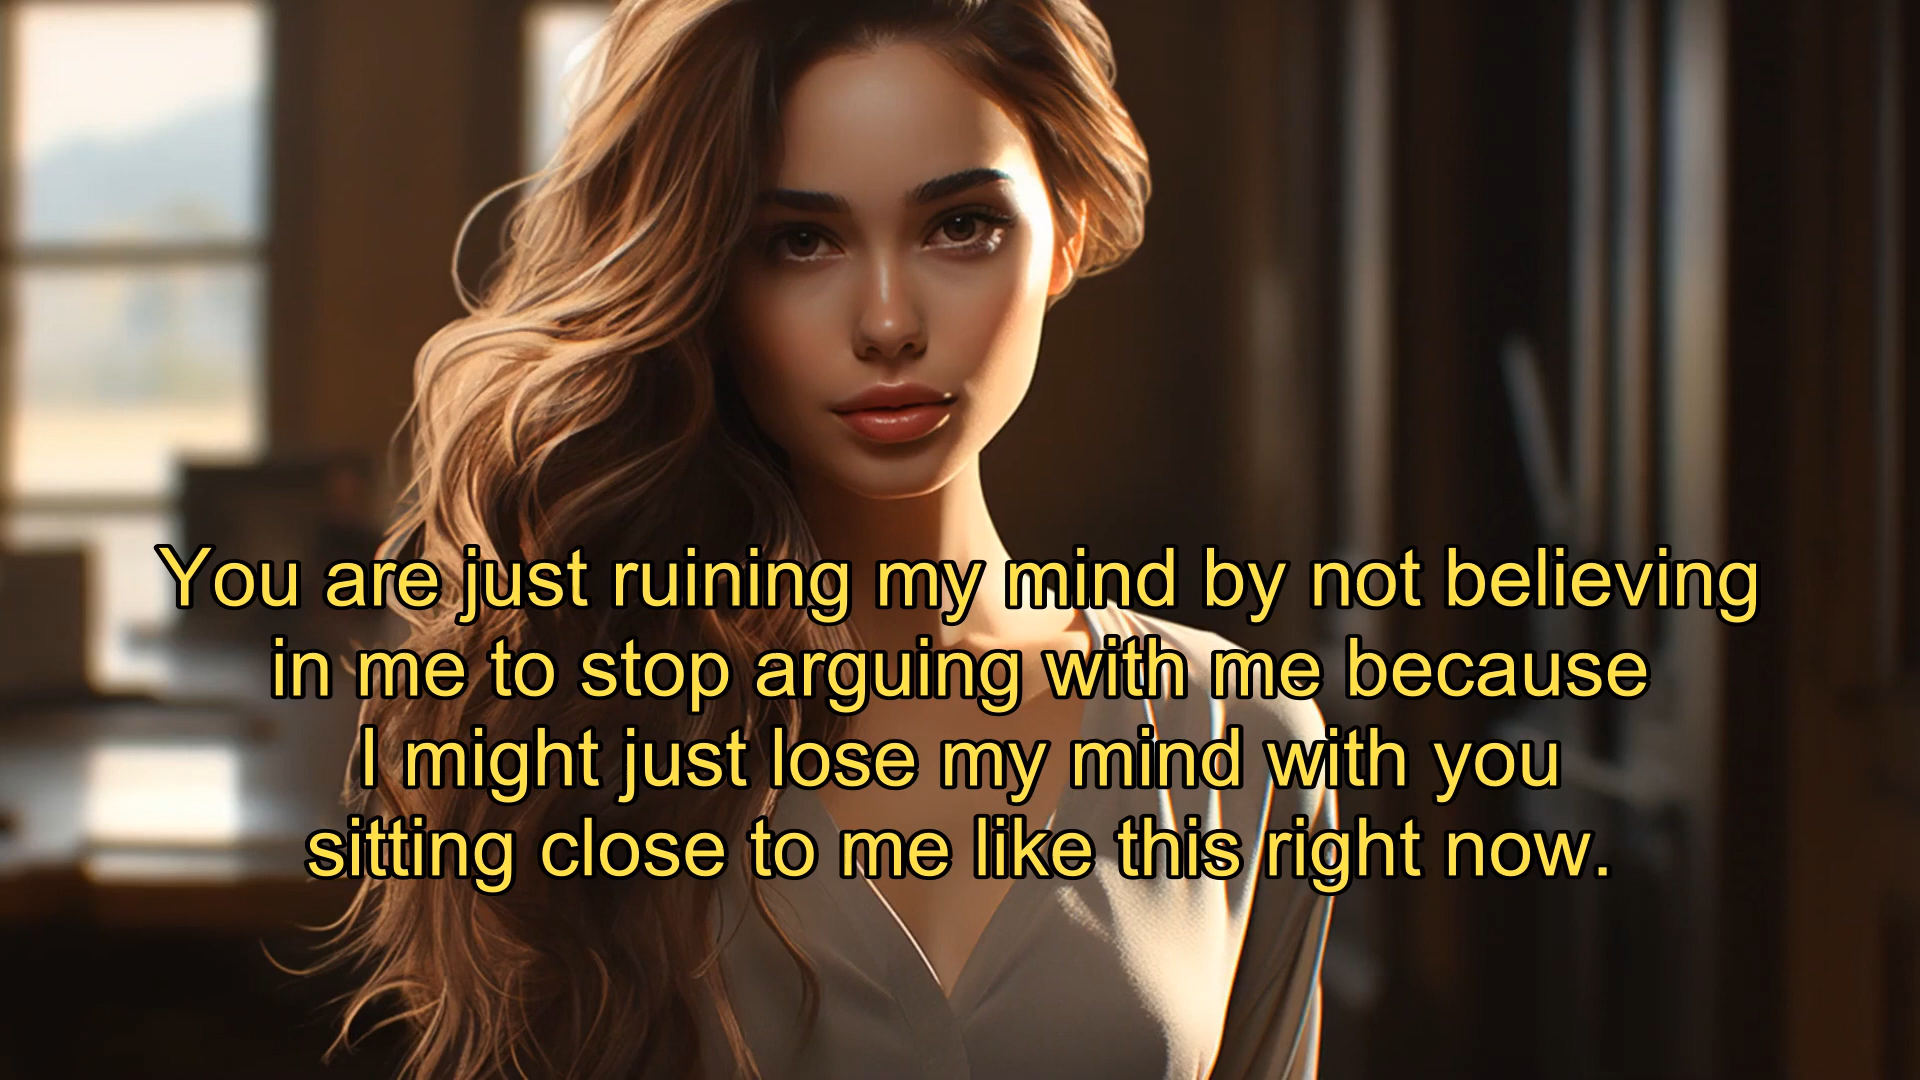 You are just ruining my mind by not believing
in me to stop arguing with me because
I might just lose my mind with you
sitting close to me like this right now.